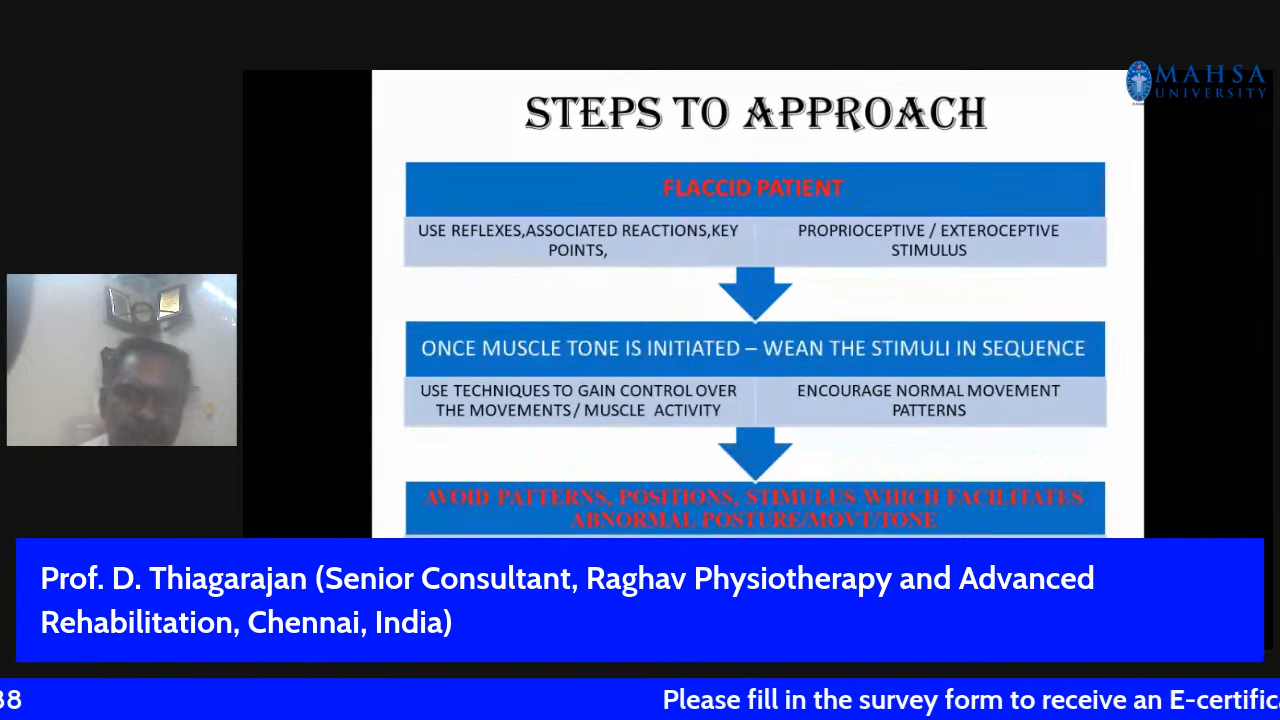 MAHSA
UNIVERSITY
STEPS TO APPROACH
FLACCID PATIENT
USE REFLEXES,ASSOCIATED REACTIONS,KEY
POINTS,
PROPRIOCEPTIVE / EXTEROCEPTIVE
STIMULUS
ONCE MUSCLE TONE IS INITIATED – WEAN THE STIMULI IN SEQUENCE
USE TECHNIQUES TO GAIN CONTROL OVER
THE MOVEMENTS / MUSCLE ACTIVITY
ENCOURAGE NORMAL MOVEMENT
PATTERNS
AVOID PATTERNS, POSITIONS, STIMULUS WHICH FACILITATES
ABNORMAL POSTURE/MOVT/TONE
Prof. D. Thiagarajan (Senior Consultant, Raghav Physiotherapy and Advanced
Rehabilitation, Chennai, India)
38 Please fill in the survey form to receive an E-certific